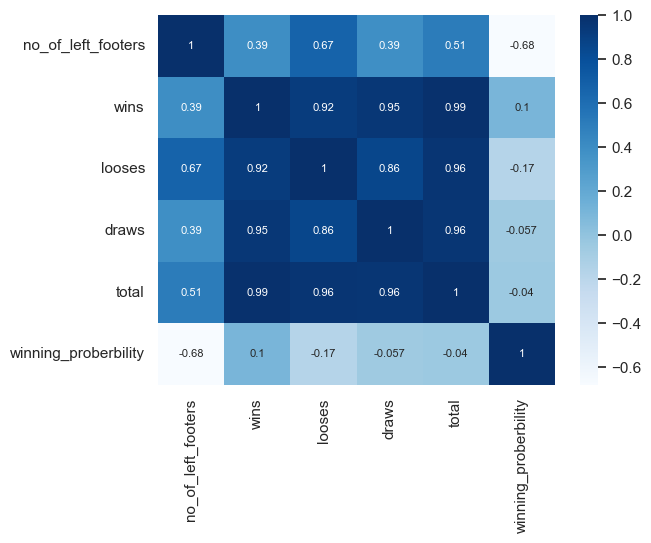 no_of_left_footers 1 0.39 0.67 0.39 0.51 -0.68
wins 0.39 1 0.92 0.95 0.99 0.1
looses 0.67 0.92 1 0.86 0.96 -0.17
draws 0.39 0.95 0.86 1 0.96 -0.057
total 0.51 0.99 0.96 0.96 1 -0.04
winning_proberbility -0.68 0.1 -0.17 -0.057 -0.04 1
no_of_left_footers
wins
looses
draws
total
winning_proberbility
1.0
0.8
0.6
0.4
0.2
0.0
−0.2
−0.4
−0.6